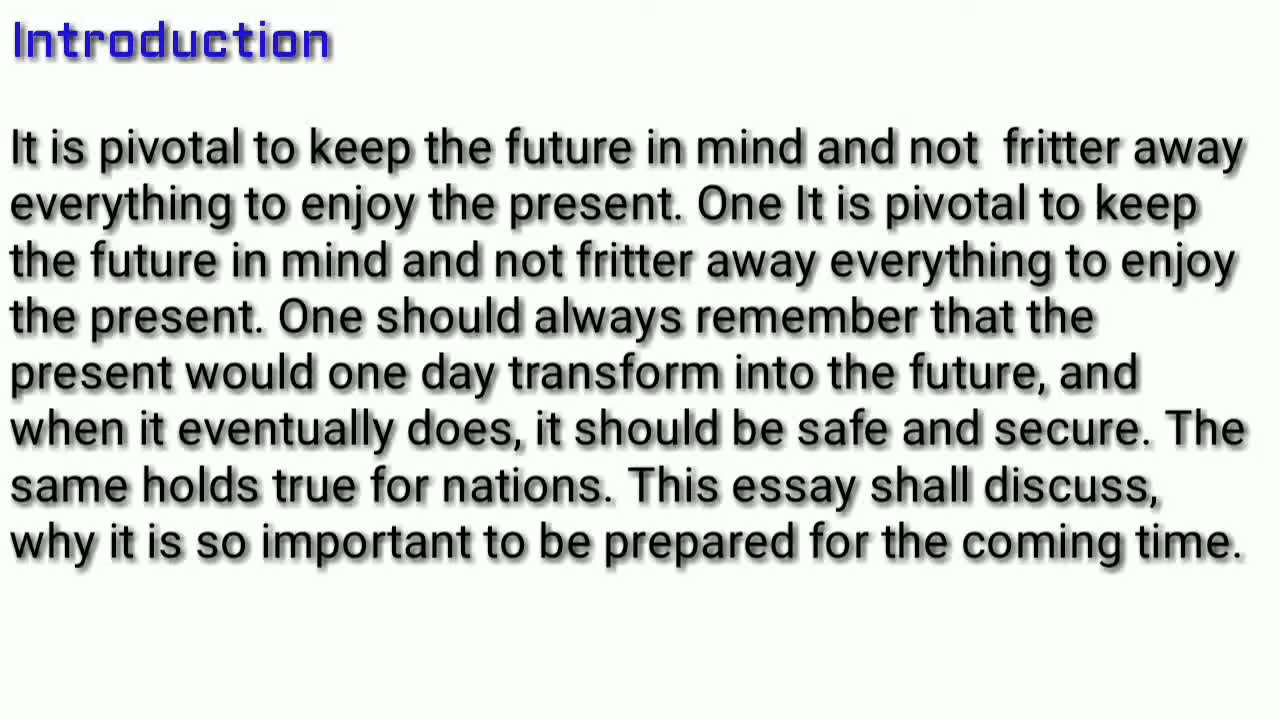 Introduction
It is pivotal to keep the future in mind and not  fritter away
everything to enjoy the present. One It is pivotal to keep
the future in mind and not fritter away everything to enjoy
the present. One should always remember that the
present would one day transform into the future, and
when it eventually does, it should be safe and secure. The
same holds true for nations. This essay shall discuss,
why it is so important to be prepared for the coming time.